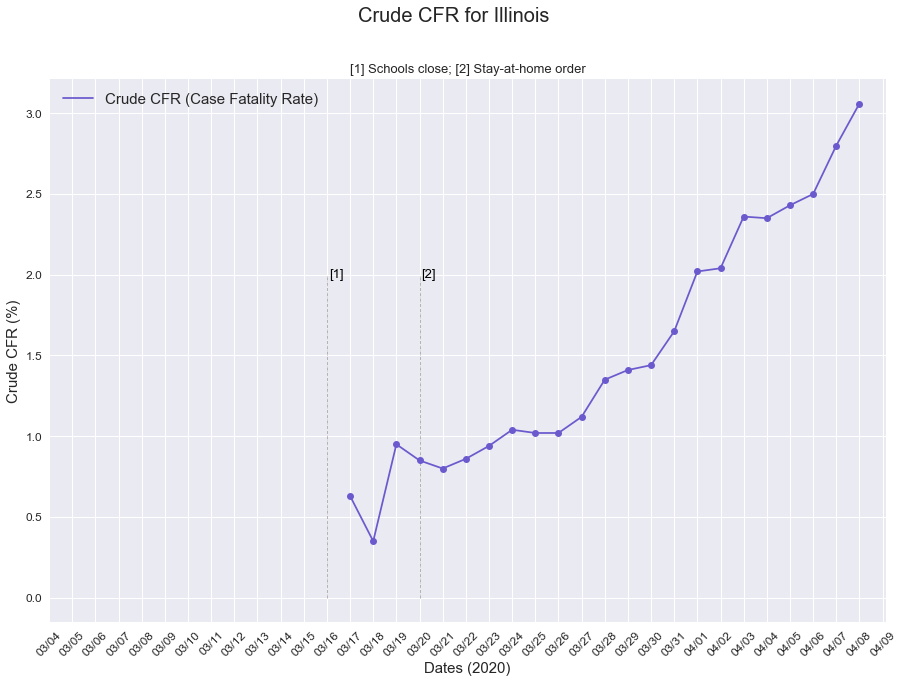 Crude CFR for Illinois
[1] Schools close; [2] Stay-at-home order
Crude CFR (Case Fatality Rate)
3.0
2.5
2.0
1.5
1.0
0.5
0.0
[1]
[2]
Crude CFR (%)
03/04 03/05 03/06 03/07 03/08 03/09 03/10 03/11 03/12 03/13 03/14 03/15 03/16 03/17 03/18 03/19 03/20 03/21 03/22 03/23 03/24 03/25 03/26 03/27 03/28 03/29 03/30 03/31 04/01 04/02 04/03 04/04 04/05 04/06 04/07 04/08 04/09
Dates (2020)